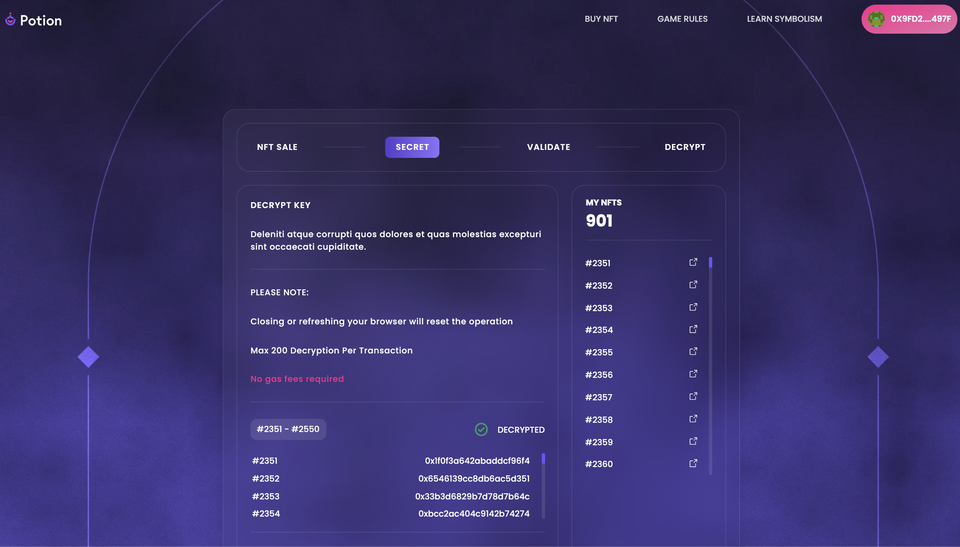 Potion
BUY NFT
GAME RULES
LEARN SYMBOLISM
0X9FD2....497F
NFT SALE
SECRET
VALIDATE
DECRYPT
DECRYPT KEY
Deleniti atque corrupti quos dolores et quas molestias excepturi
sint occaecati cupiditate.
PLEASE NOTE:
Closing or refreshing your browser will reset the operation
Max 200 Decryption Per Transaction
No gas fees required
#2351 - #2550
DECRYPTED
#2351 0x1f0f3a642abaddcf96f4
#2352 0x6546139cc8db6ac5d351
#2353 0x33b3d6829b7d78d7b64c
#2354 0xbcc2ac404c9142b74274
MY NFTS
901
#2351
#2352
#2353
#2354
#2355
#2356
#2357
#2358
#2359
#2360